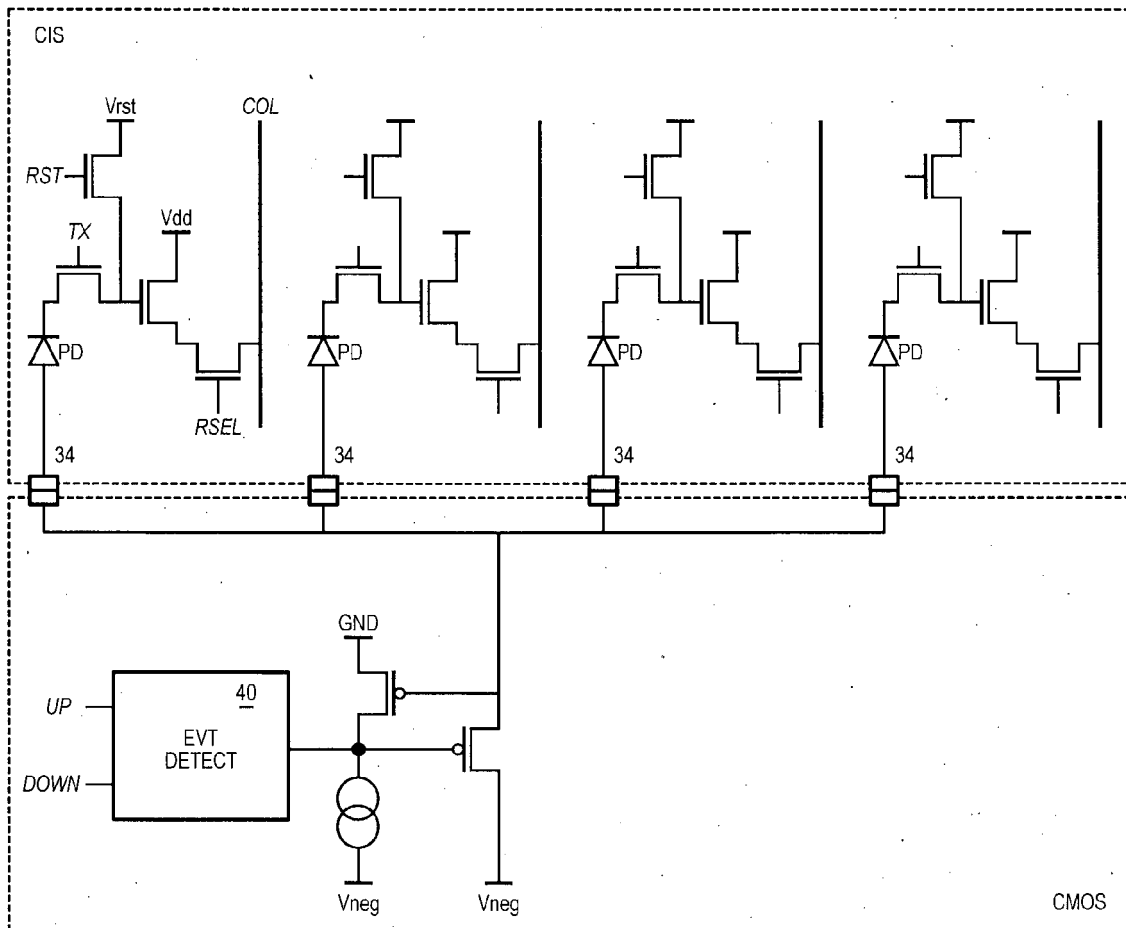 CIS
Vrst
COL
RST
TX
Vdd
PD
PD
PD
PD
RSEL
34
34
34
34
GND
UP
40
EVT
DETECT
DOWN
Vneg
Vneg
CMOS